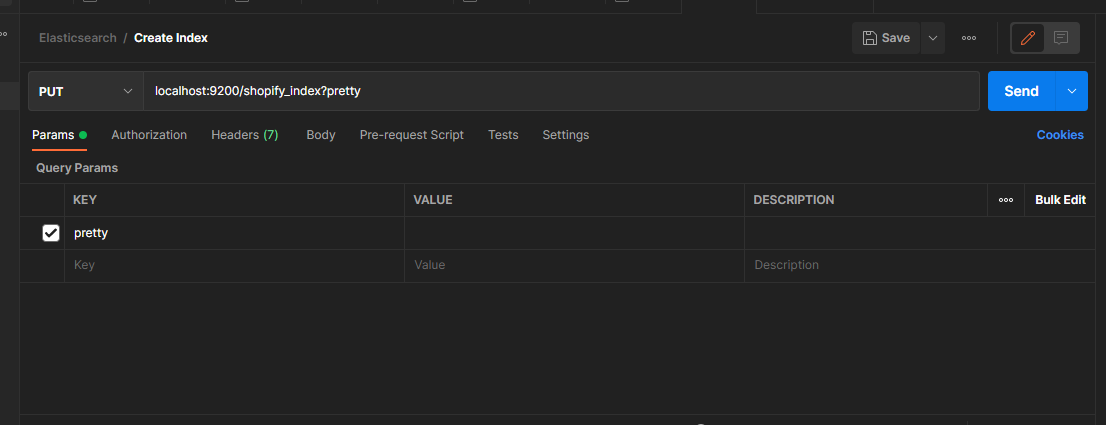 Elasticsearch / Create Index
Save
PUT
localhost:9200/shopify_index?pretty
Send
Params Authorization Headers (7) Body Pre-request Script Tests Settings Cookies
Query Params
KEY VALUE DESCRIPTION Bulk Edit
pretty
Key Value Description